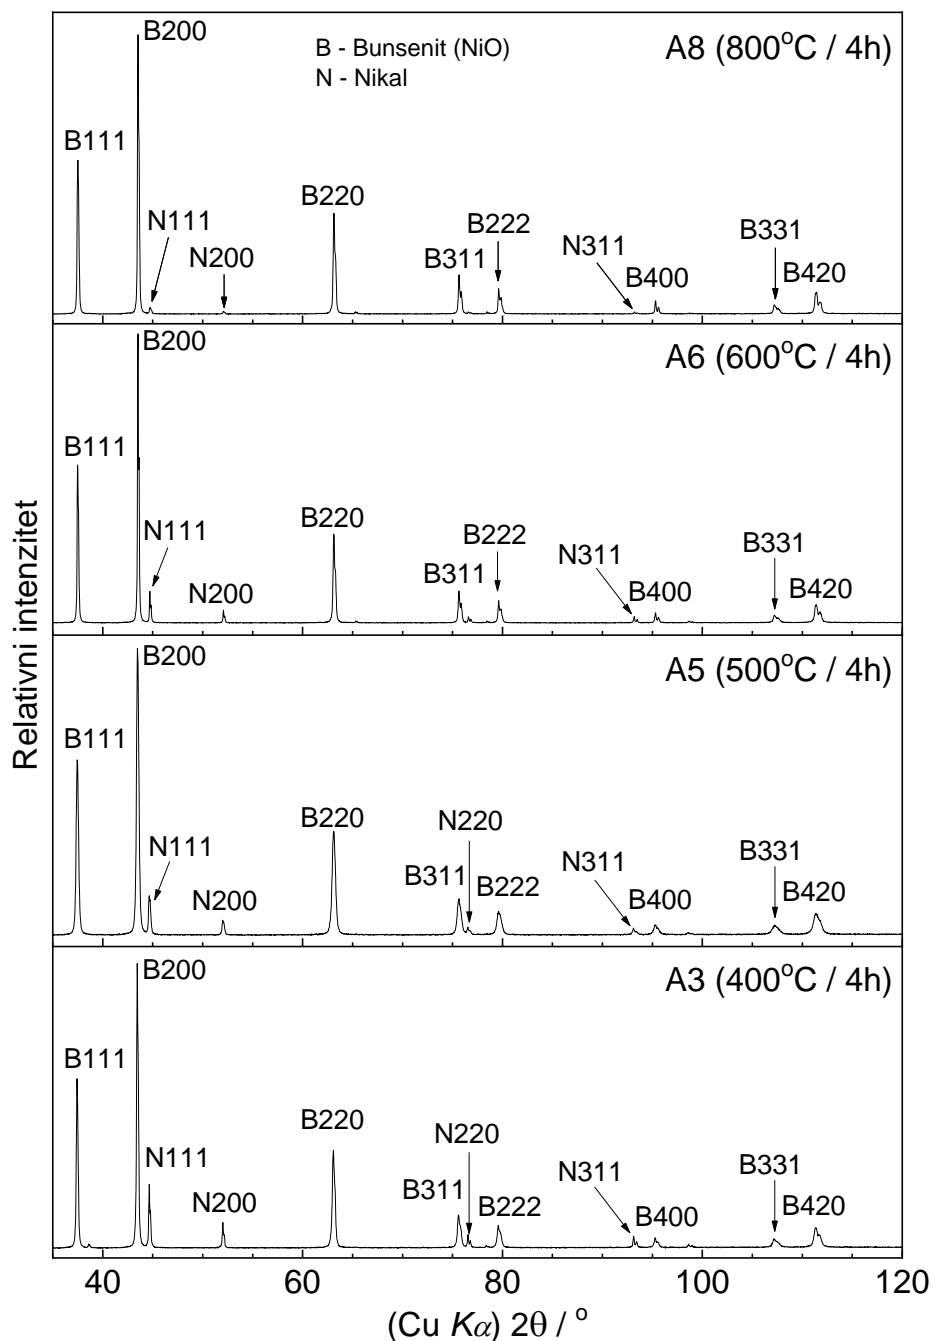 B200
B - Bunsenit (NiO)
N - Nikal
A8 (800°C / 4h)
B111
N111
N200
B220
B311
B222
N311
B400
B331
B420
B200
A6 (600°C / 4h)
B111
N111
N200
B220
B311
B222
N311
B400
B331
B420
Relativni intenzitet
B200
A5 (500°C / 4h)
B111
N111
N200
B220
B311
N220
B222
N311
B400
B331
B420
B200
A3 (400°C / 4h)
B111
N111
N200
B220
B311
N220
B222
N311
B400
B331
B420
40 60 80 100 120
(Cu Kα) 2θ / °